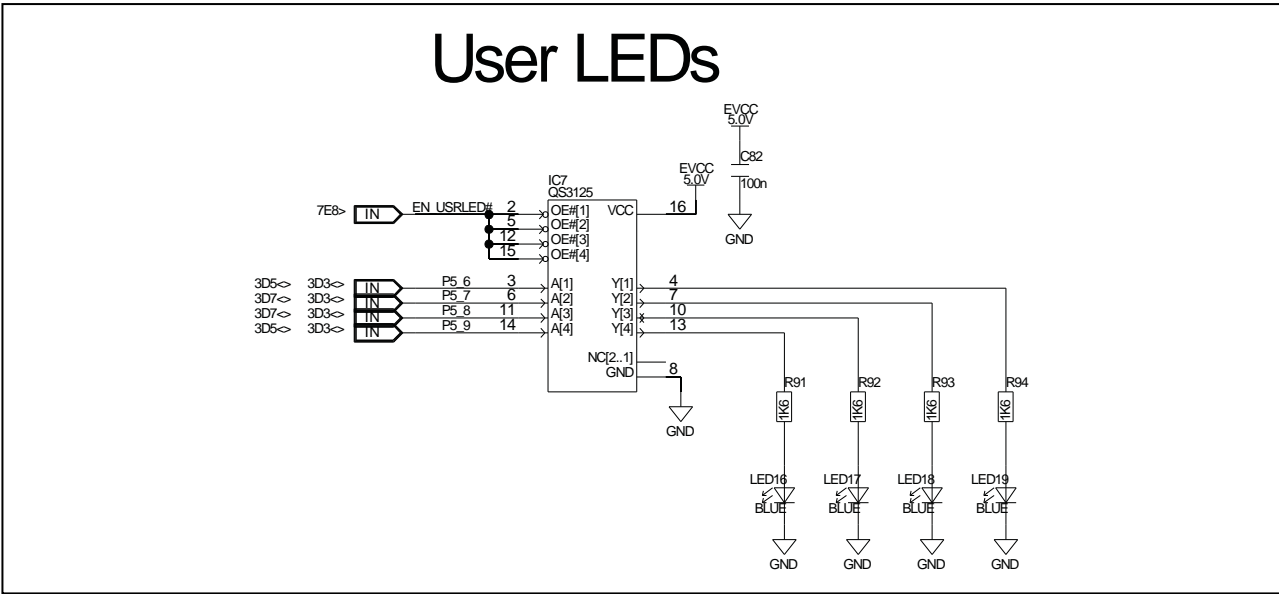 User LEDs
EVCC
5.0V
C82
100n
GND
EVCC
5.0V
IC7
QS3125
7E8> IN EN_USRLED# 2 OE#[1] VCC 16
5 OE#[2]
12 OE#[3]
15 OE#[4]
3D5<> 3D3<> IN P5_6 3 A[1] Y[1] 4
3D7<> 3D3<> IN P5_7 6 A[2] Y[2] 7
3D7<> 3D3<> IN P5_8 11 A[3] Y[3] 10
3D5<> 3D3<> IN P5_9 14 A[4] Y[4] 13
NC[2..1]
GND 8
GND
R91 R92 R93 R94
1K6 1K6 1K6 1K6
LED16 LED17 LED18 LED19
BLUE BLUE BLUE BLUE
GND GND GND GND